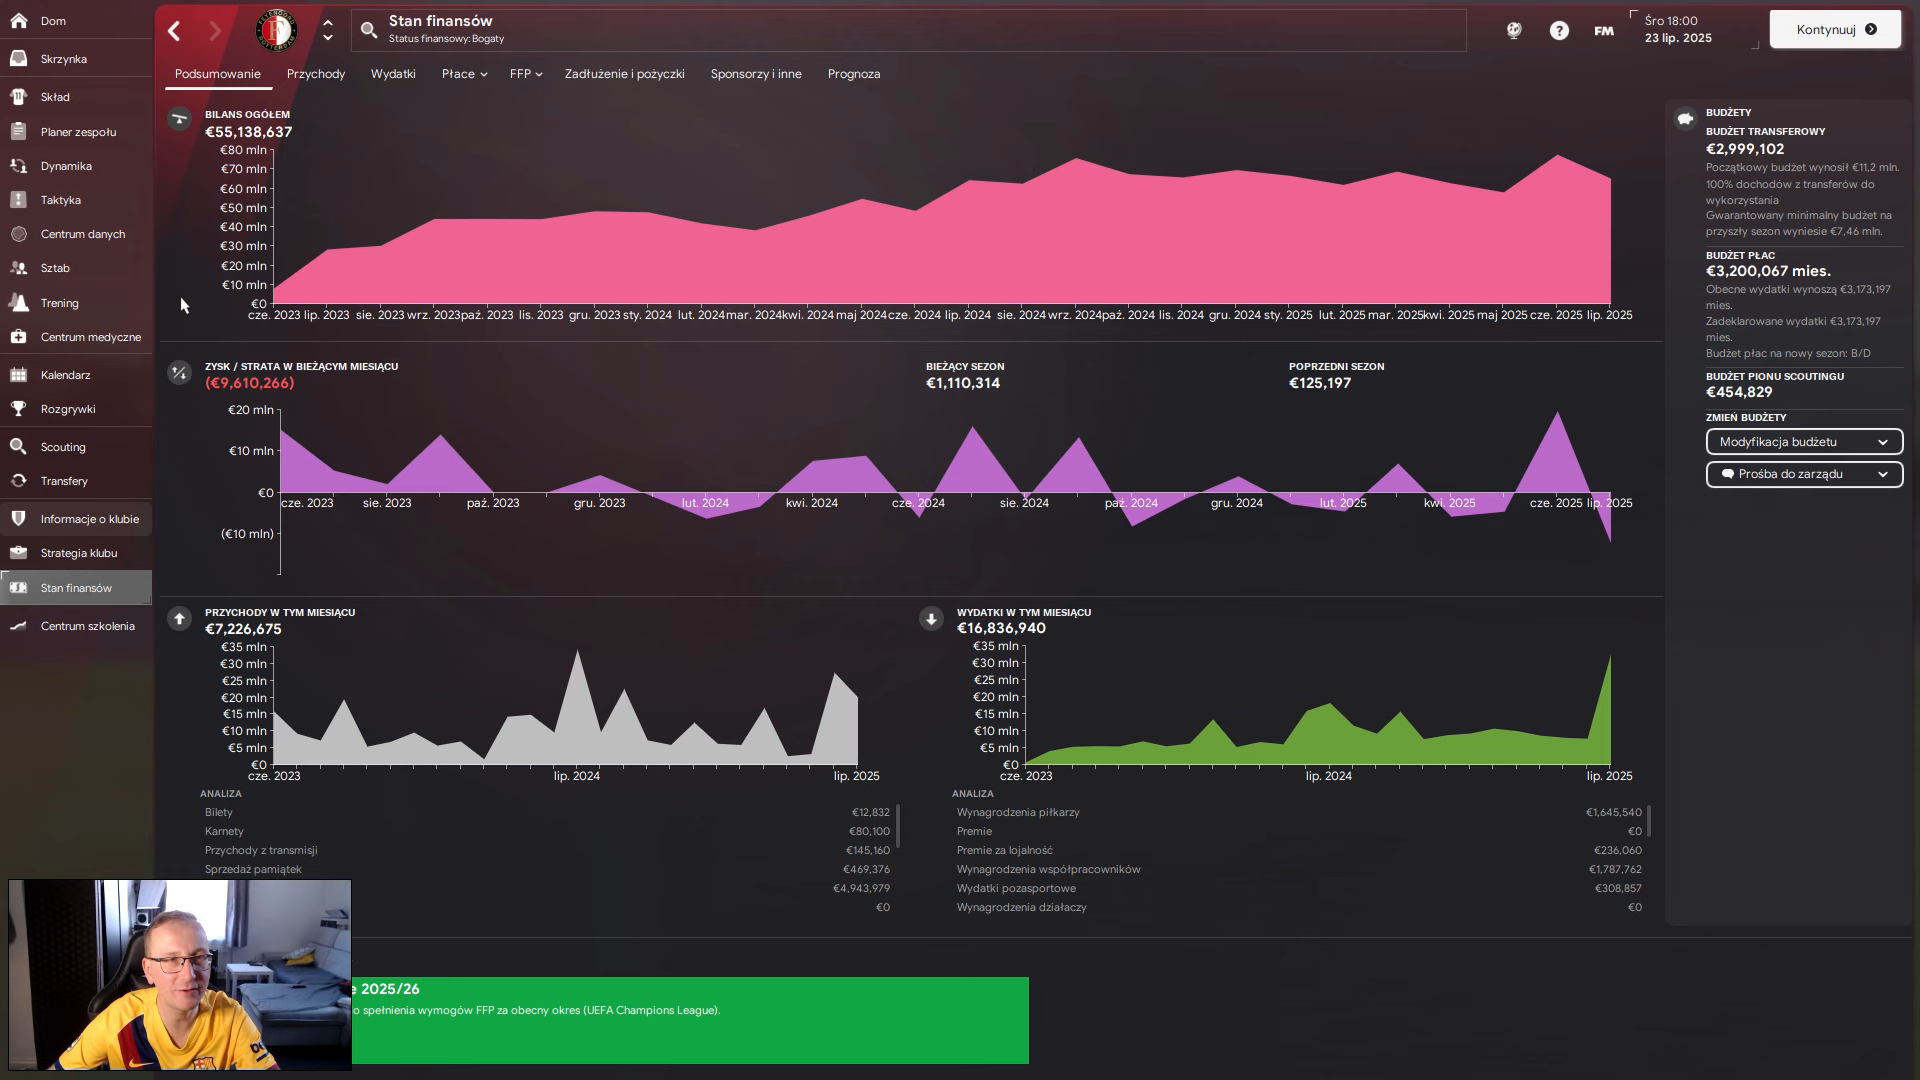 Dom
Skrzynka
Skład
Planer zespołu
Dynamika
Taktyka
Centrum danych
Sztab
Trening
Centrum medyczne
Kalendarz
Rozgrywki
Scouting
Transfery
Informacje o klubie
Strategia klubu
Stan finansów
Centrum szkolenia
Stan finansów
Status finansowy: Bogaty
FM
Śro 18:00
23 lip. 2025
Kontynuuj
Podsumowanie Przychody Wydatki Płace FFP Zadłużenie i pożyczki Sponsorzy i inne Prognoza
BILANS OGÓŁEM
€55,138,637
€80 mln
€70 mln
€60 mln
€50 mln
€40 mln
€30 mln
€20 mln
€10 mln
€0
cze. 2023 lip. 2023 sie. 2023 wrz. 2023 paź. 2023 lis. 2023 gru. 2023 sty. 2024 lut. 2024 mar. 2024 kwi. 2024 maj 2024 cze. 2024 lip. 2024 sie. 2024 wrz. 2024 paź. 2024 lis. 2024 gru. 2024 sty. 2025 lut. 2025 mar. 2025 kwi. 2025 maj 2025 cze. 2025 lip. 2025
ZYSK / STRATA W BIEŻĄCYM MIESIĄCU
(€9,610,266)
BIEŻĄCY SEZON
€1,110,314
POPRZEDNI SEZON
€125,197
€20 mln
€10 mln
€0
(€10 mln)
cze. 2023 sie. 2023 paź. 2023 gru. 2023 lut. 2024 kwi. 2024 cze. 2024 sie. 2024 paź. 2024 gru. 2024 lut. 2025 kwi. 2025 cze. 2025 lip. 2025
PRZYCHODY W TYM MIESIĄCU
€7,226,675
€35 mln
€30 mln
€25 mln
€20 mln
€15 mln
€10 mln
€5 mln
€0
cze. 2023 lip. 2024 lip. 2025
ANALIZA
Bilety €12,832
Karnety €80,100
Przychody z transmisji €145,160
Sprzedaż pamiątek €469,376
€4,943,979
€0
WYDATKI W TYM MIESIĄCU
€16,836,940
€35 mln
€30 mln
€25 mln
€20 mln
€15 mln
€10 mln
€5 mln
€0
cze. 2023 lip. 2024 lip. 2025
ANALIZA
Wynagrodzenia piłkarzy €1,645,540
Premie €0
Premie za lojalność €236,060
Wynagrodzenia współpracowników €1,787,762
Wydatki pozasportowe €308,857
Wynagrodzenia działaczy €0
e 2025/26
o spełnienia wymogów FFP za obecny okres (UEFA Champions League).
BUDŻETY
BUDŻET TRANSFEROWY
€2,999,102
Początkowy budżet wynosił €11,2 mln.
100% dochodów z transferów do
wykorzystania
Gwarantowany minimalny budżet na
przyszły sezon wyniesie €7,46 mln.
BUDŻET PŁAC
€3,200,067 mies.
Obecne wydatki wynoszą €3,173,197
mies.
Zadeklarowane wydatki €3,173,197
mies.
Budżet płac na nowy sezon: B/D
BUDŻET PIONU SCOUTINGU
€454,829
ZMIEŃ BUDŻETY
Modyfikacja budżetu
Prośba do zarządu